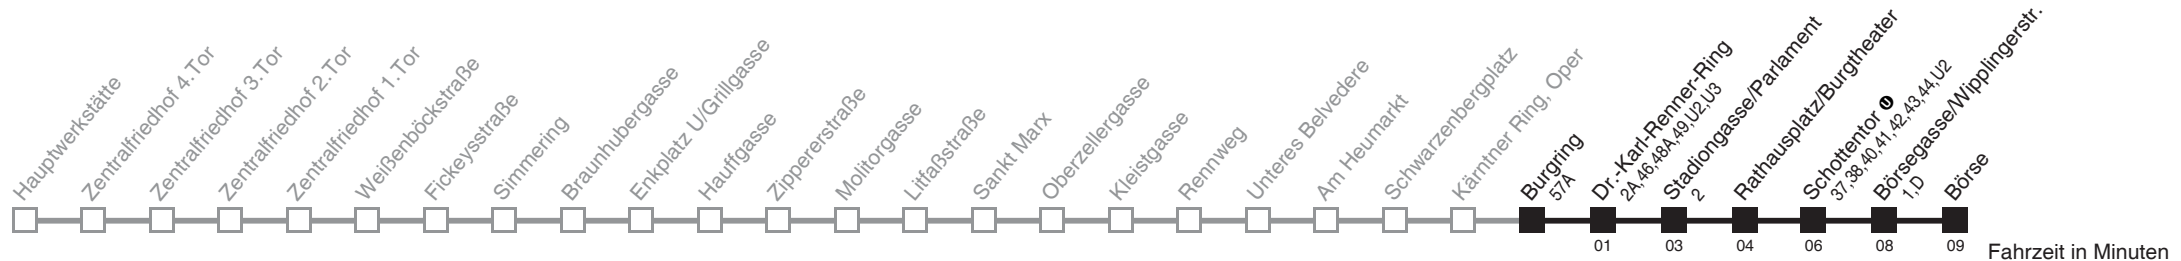 Hauptwerkstätte
Zentralfriedhof 4.Tor
Zentralfriedhof 3.Tor
Zentralfriedhof 2.Tor
Zentralfriedhof 1.Tor
Weißenböckstraße
Fickeysstraße
Simmering
Braunhubergasse
Enkplatz U/Grillgasse
Hauffgasse
Zippererstraße
Molitorgasse
Litfaßstraße
Sankt Marx
Oberzellergasse
Kleistgasse
Rennweg
Unteres Belvedere
Am Heumarkt
Schwarzenbergplatz
Kärntner Ring, Oper
Burgring
57A
Dr.-Karl-Renner-Ring
2A,46,48A,49,U2,U3
Stadiongasse/Parlament
2
Rathausplatz/Burgtheater
Schottentor U
37,38,40,41,42,43,44,U2
Börsegasse/Wipplingerstr.
1,D
Börse
01 03 04 06 08 09
Fahrzeit in Minuten